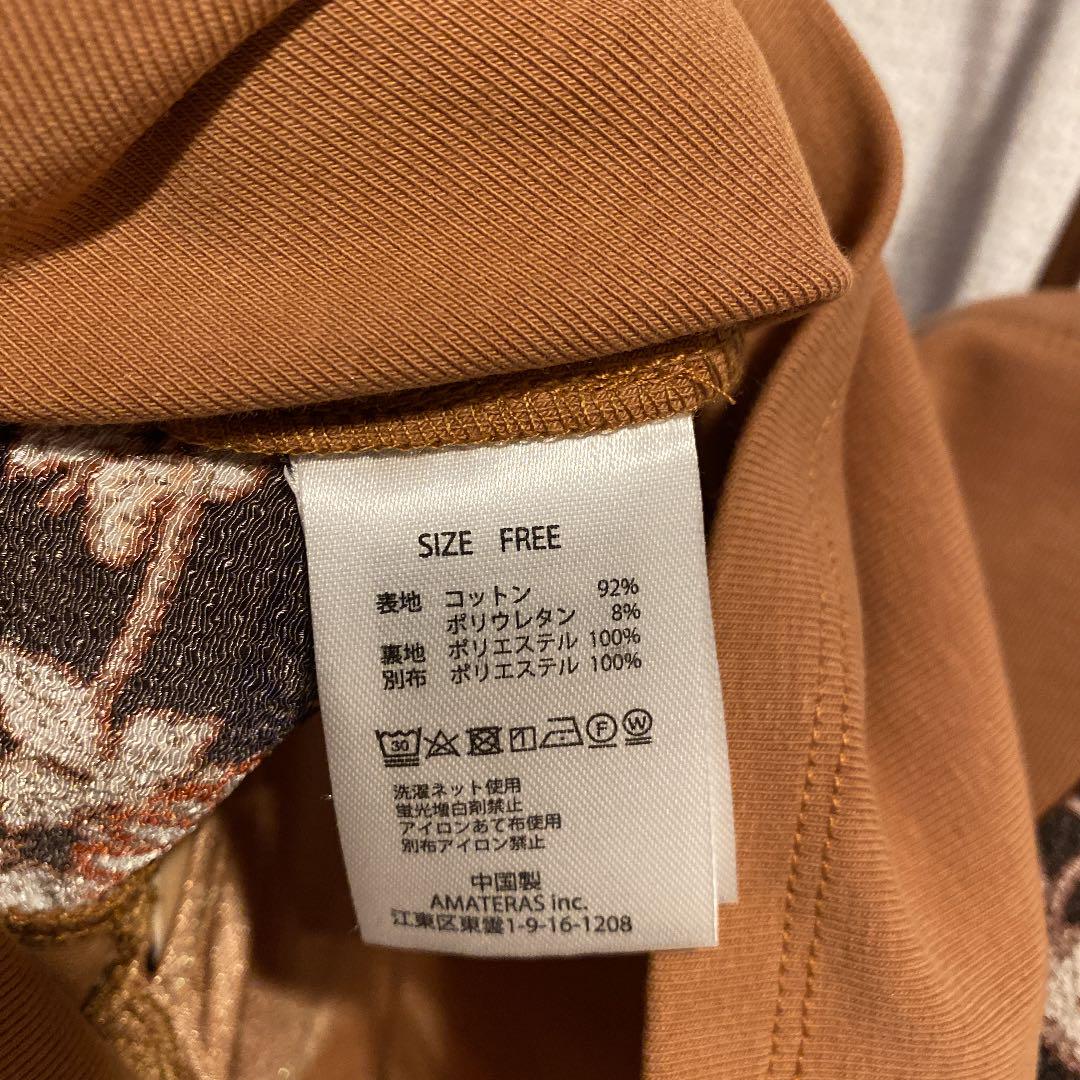 SIZE FREE
表地 コットン 92%
ポリウレタン 8%
裏地 ポリエステル 100%
別布 ポリエステル 100%
30 F W
洗濯ネット使用
蛍光増白剤禁止
アイロンあて布使用
別布アイロン禁止
中国製
AMATERAS inc.
江東区東雲1-9-16-1208